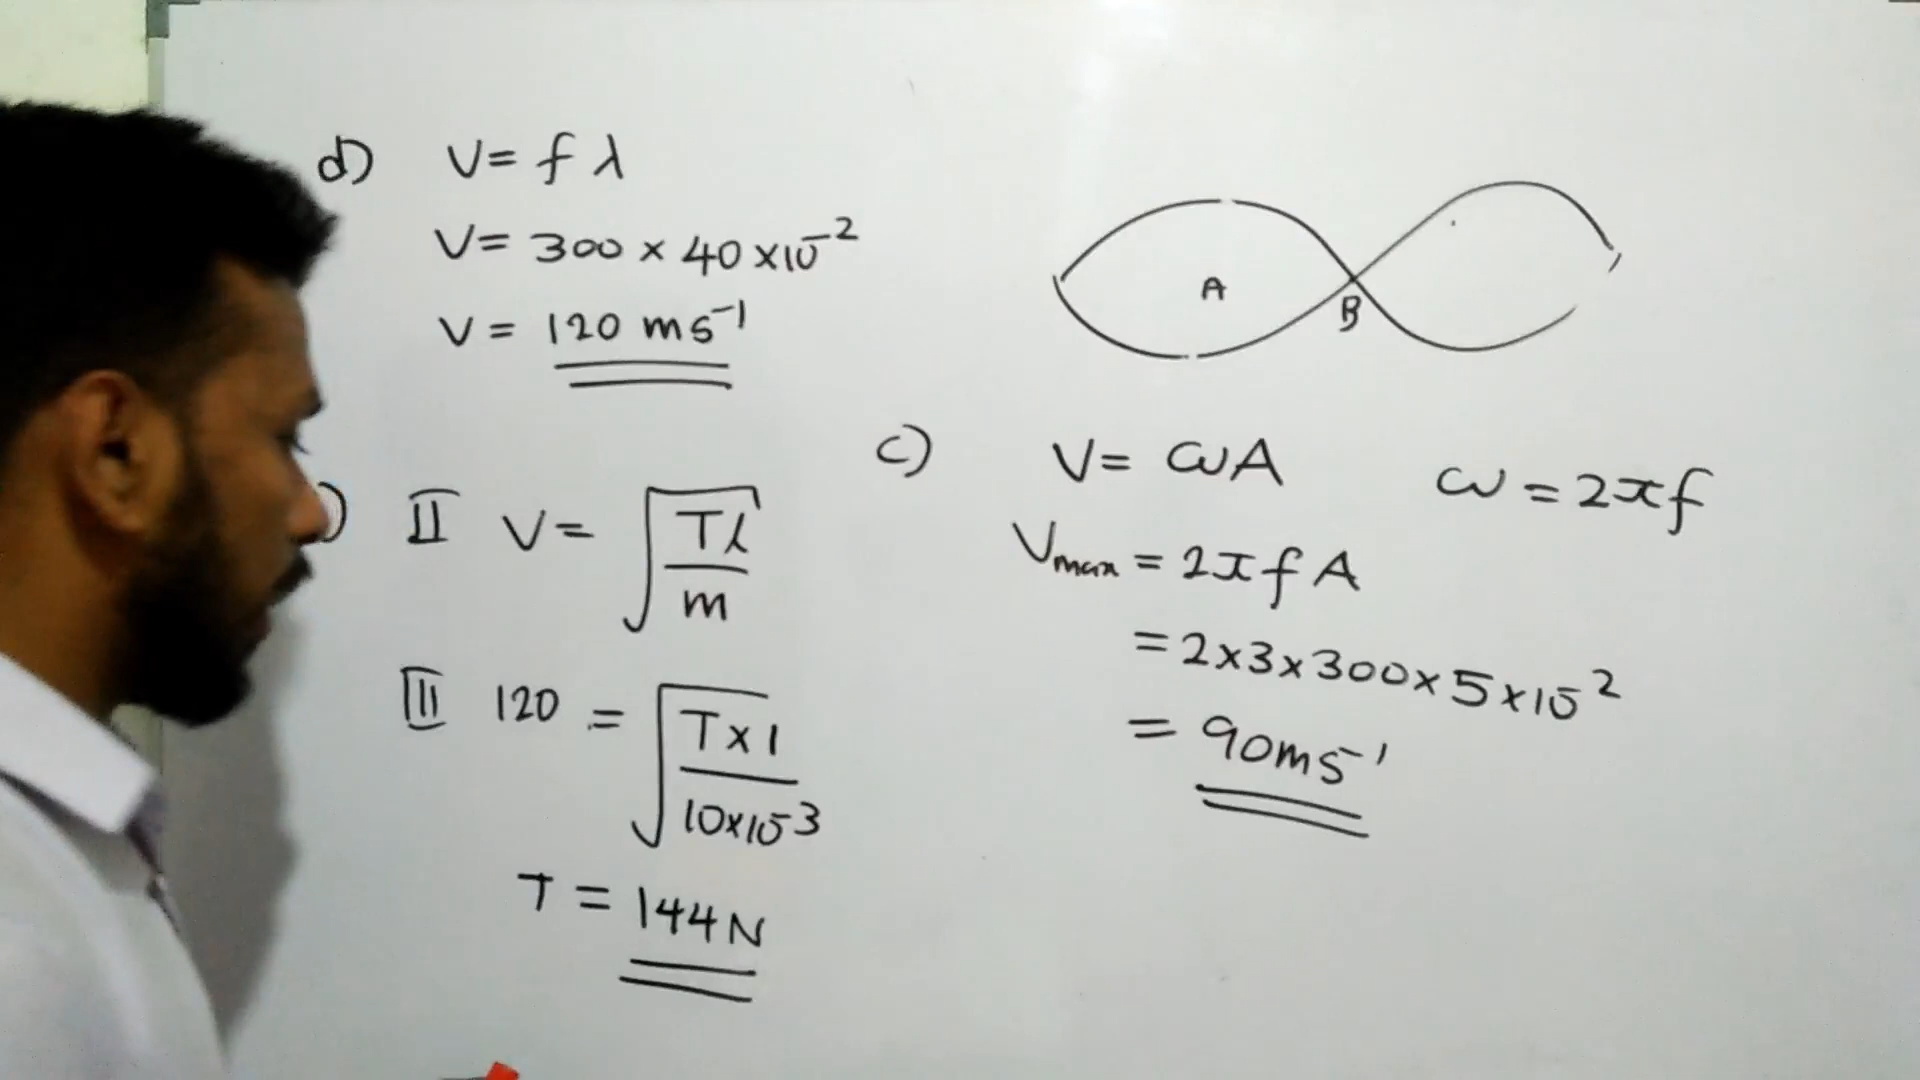 d) V = f λ
V = 300 × 40 × 10⁻²
V = 120 ms⁻¹
) II V = √(Tl/m)
III 120 = √(T×1/10×10⁻³)
T = 144N
A
B
c) V = ωA ω = 2πf
Vmax = 2πfA
= 2×3×300×5×10⁻²
= 90ms⁻¹